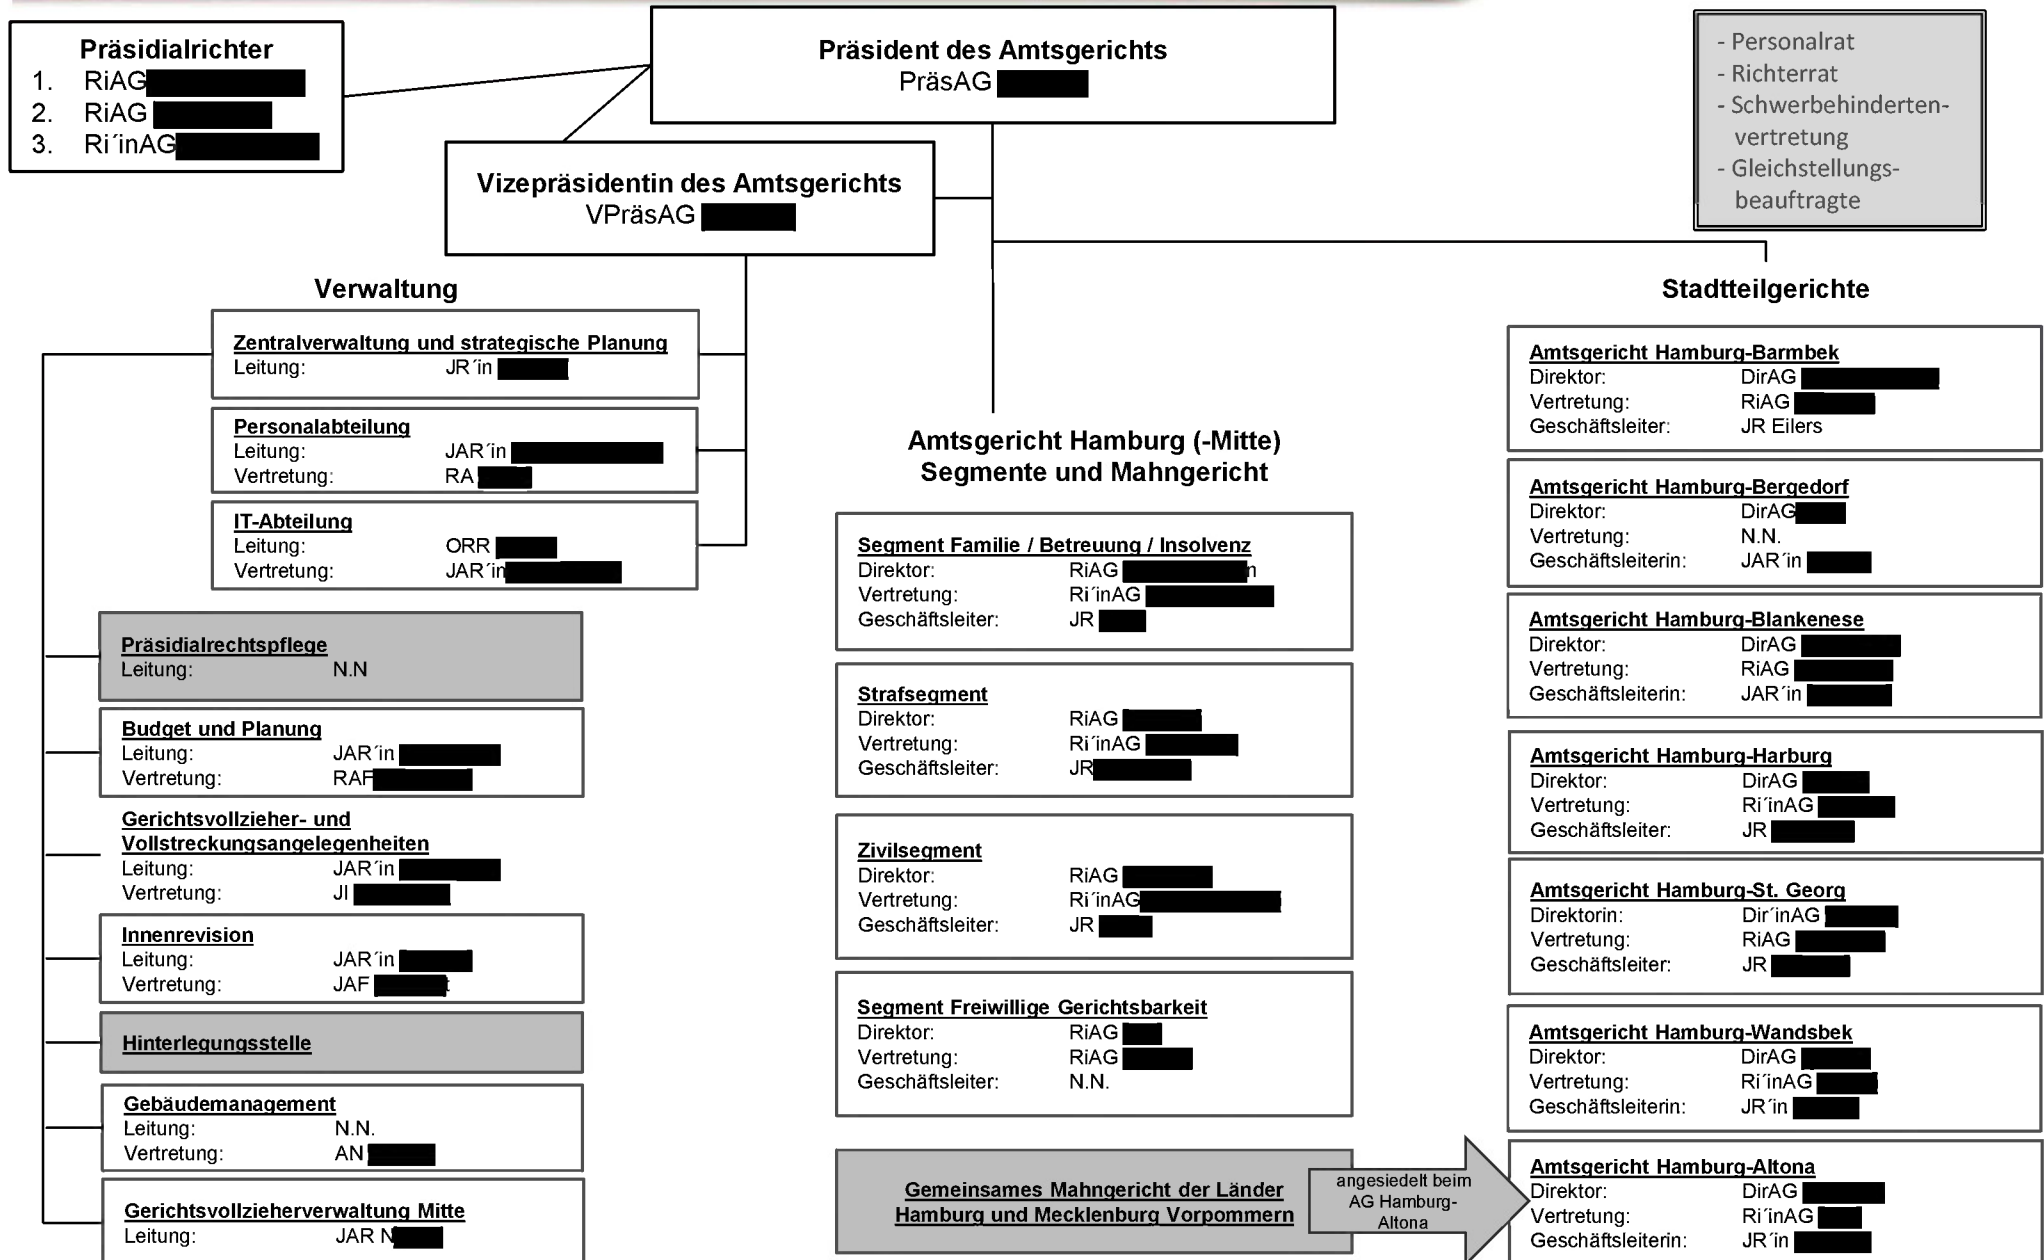 Präsidialrichter
1. RiAG
2. RiAG
3. Ri´inAG
Präsident des Amtsgerichts
PräsAG
Vizepräsidentin des Amtsgerichts
VPräsAG
- Personalrat
- Richterrat
- Schwerbehinderten-
vertretung
- Gleichstellungs-
beauftragte
Verwaltung
Zentralverwaltung und strategische Planung
Leitung: JR´in
Personalabteilung
Leitung: JAR´in
Vertretung: RA
IT-Abteilung
Leitung: ORR
Vertretung: JAR´in
Präsidialrechtspflege
Leitung: N.N
Budget und Planung
Leitung: JAR´in
Vertretung: RAF
Gerichtsvollzieher- und
Vollstreckungsangelegenheiten
Leitung: JAR´in
Vertretung: JI
Innenrevision
Leitung: JAR´in
Vertretung: JAF
Hinterlegungsstelle
Gebäudemanagement
Leitung: N.N.
Vertretung: AN
Gerichtsvollzieherverwaltung Mitte
Leitung: JAR N
Amtsgericht Hamburg (-Mitte)
Segmente und Mahngericht
Segment Familie / Betreuung / Insolvenz
Direktor: RiAG n
Vertretung: Ri´inAG
Geschäftsleiter: JR
Strafsegment
Direktor: RiAG
Vertretung: Ri´inAG
Geschäftsleiter: JR
Zivilsegment
Direktor: RiAG
Vertretung: Ri´inAG
Geschäftsleiter: JR
Segment Freiwillige Gerichtsbarkeit
Direktor: RiAG
Vertretung: RiAG
Geschäftsleiter: N.N.
Gemeinsames Mahngericht der Länder
Hamburg und Mecklenburg Vorpommern
angesiedelt beim
AG Hamburg-
Altona
Stadtteilgerichte
Amtsgericht Hamburg-Barmbek
Direktor: DirAG
Vertretung: RiAG
Geschäftsleiter: JR Eilers
Amtsgericht Hamburg-Bergedorf
Direktor: DirAG
Vertretung: N.N.
Geschäftsleiterin: JAR´in
Amtsgericht Hamburg-Blankenese
Direktor: DirAG
Vertretung: RiAG
Geschäftsleiterin: JAR´in
Amtsgericht Hamburg-Harburg
Direktor: DirAG
Vertretung: Ri´inAG
Geschäftsleiter: JR
Amtsgericht Hamburg-St. Georg
Direktorin: Dir´inAG
Vertretung: RiAG
Geschäftsleiter: JR
Amtsgericht Hamburg-Wandsbek
Direktor: DirAG
Vertretung: Ri´inAG
Geschäftsleiterin: JR´in
Amtsgericht Hamburg-Altona
Direktor: DirAG
Vertretung: Ri´inAG
Geschäftsleiterin: JR´in